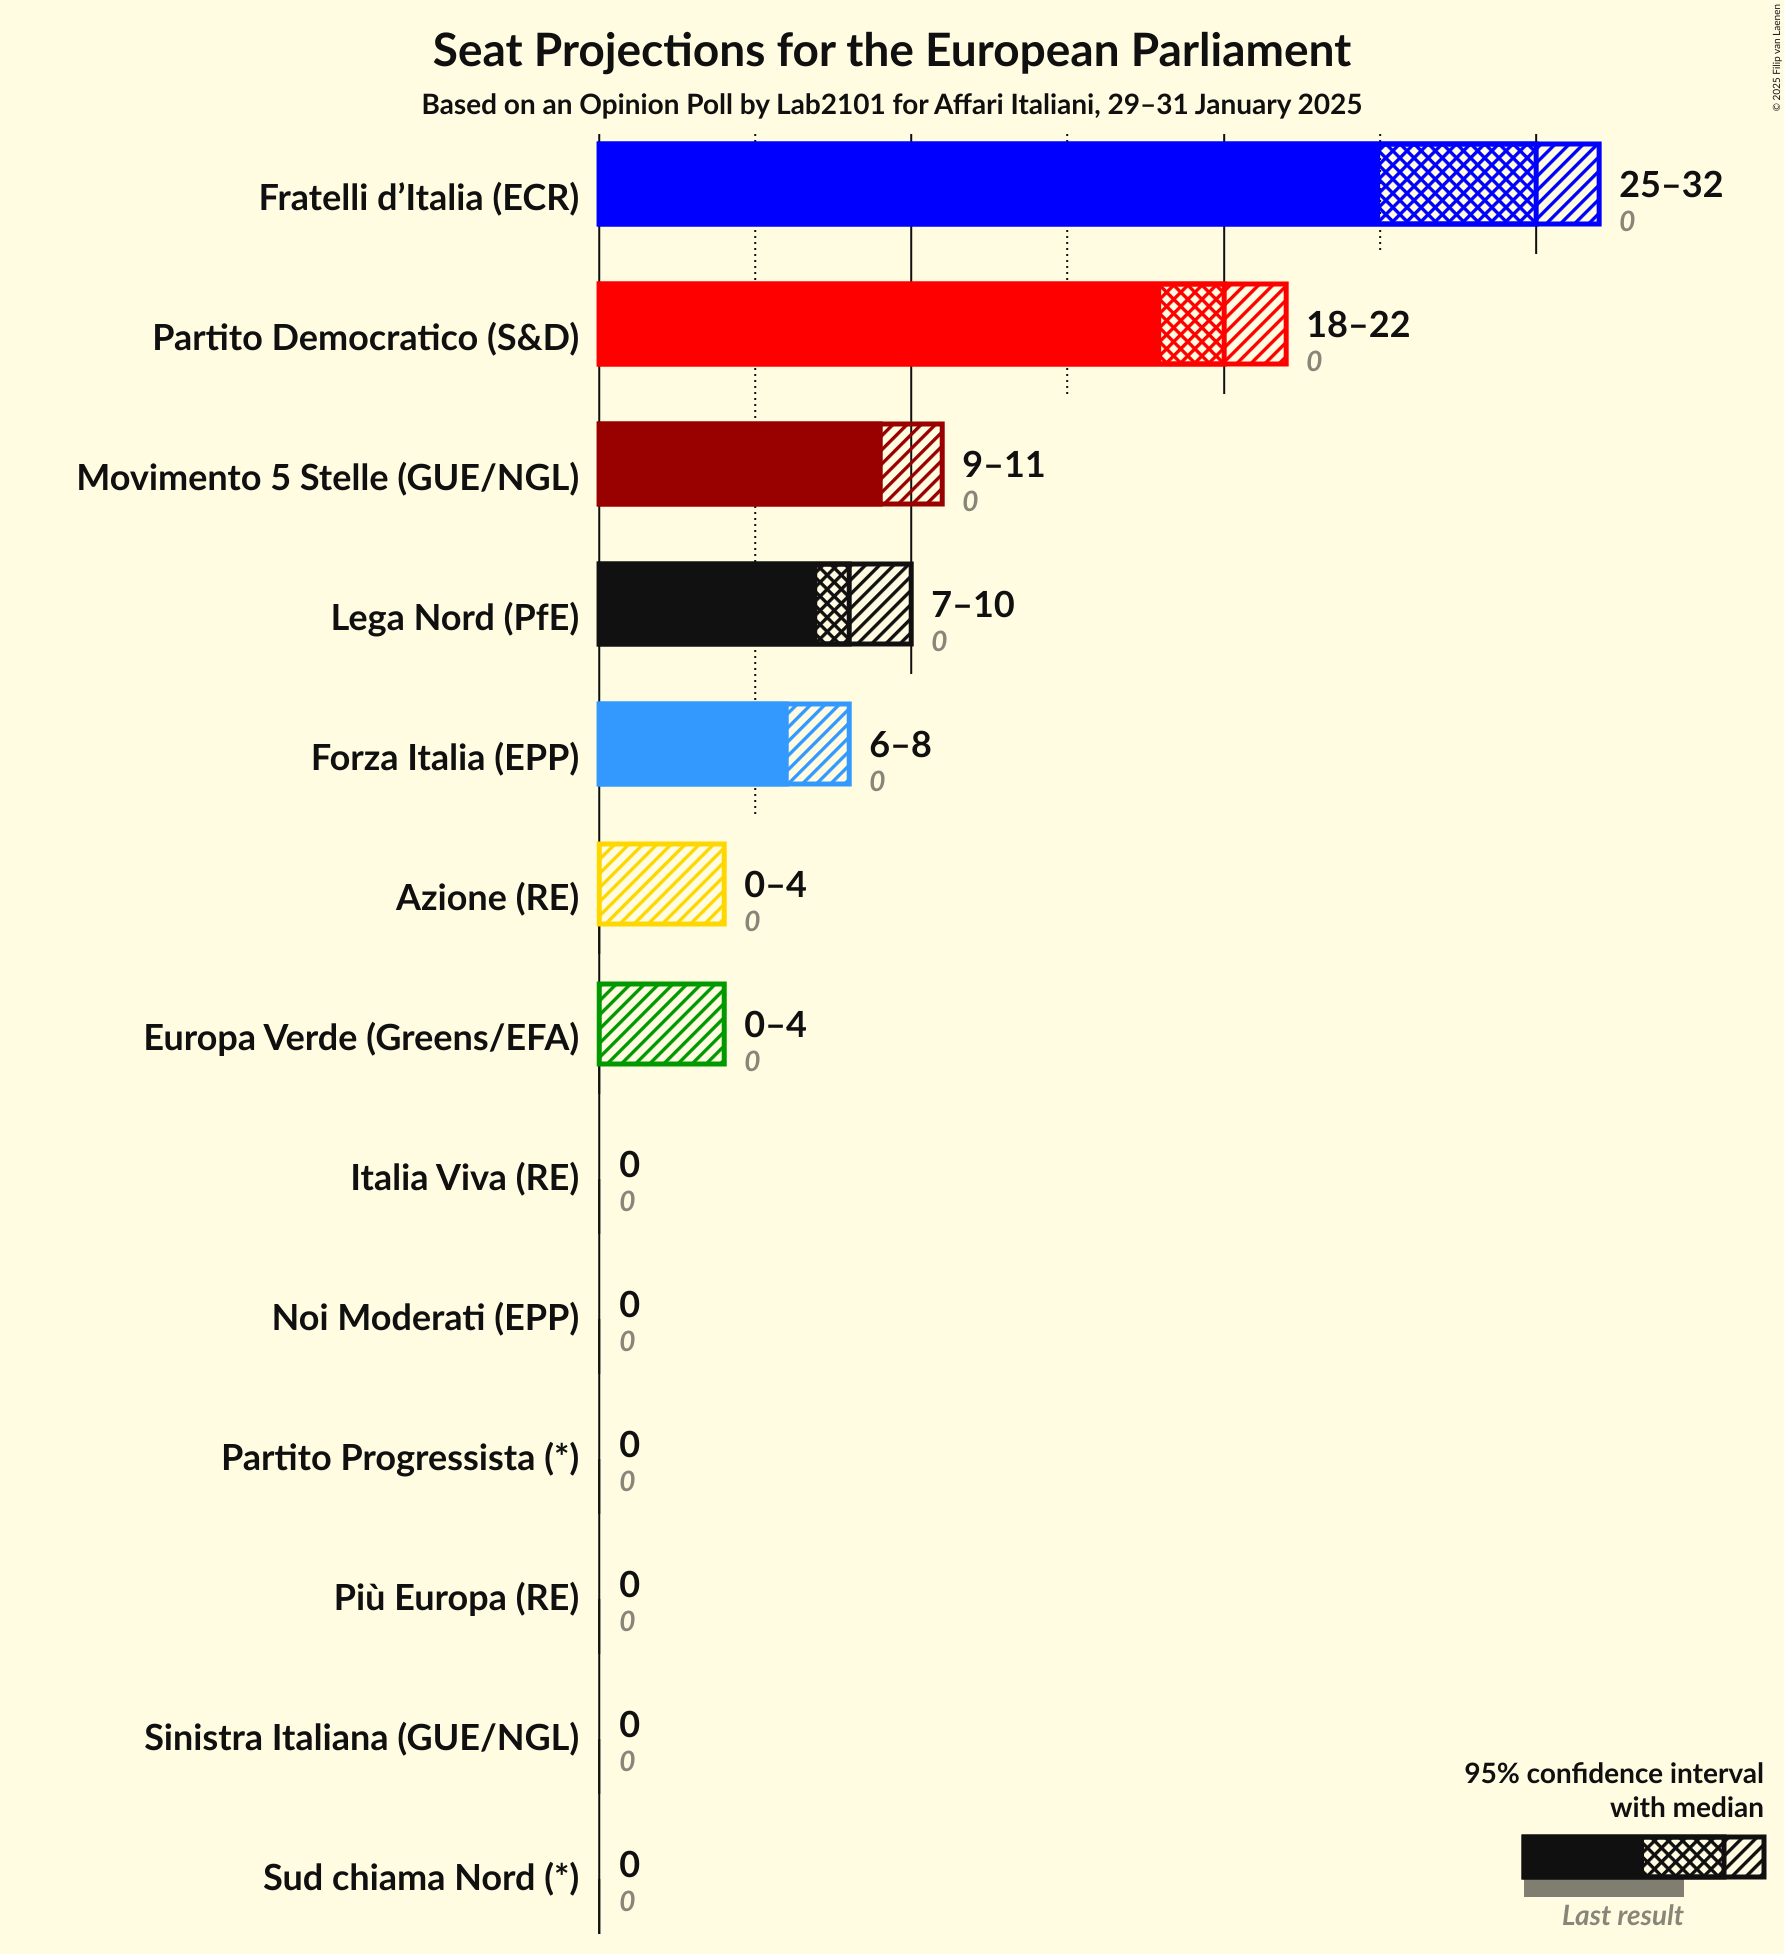 Seat Projections for the European Parliament
Based on an Opinion Poll by Lab2101 for Affari Italiani, 29–31 January 2025
© 2025 Filip van Laenen
Fratelli d’Italia (ECR)
25–32
0
Partito Democratico (S&D)
18–22
0
Movimento 5 Stelle (GUE/NGL)
9–11
0
Lega Nord (PfE)
7–10
0
Forza Italia (EPP)
6–8
0
Azione (RE)
0–4
0
Europa Verde (Greens/EFA)
0–4
0
Italia Viva (RE)
0
0
Noi Moderati (EPP)
0
0
Partito Progressista (*)
0
0
Più Europa (RE)
0
0
Sinistra Italiana (GUE/NGL)
0
0
Sud chiama Nord (*)
0
0
95% confidence interval
with median
Last result